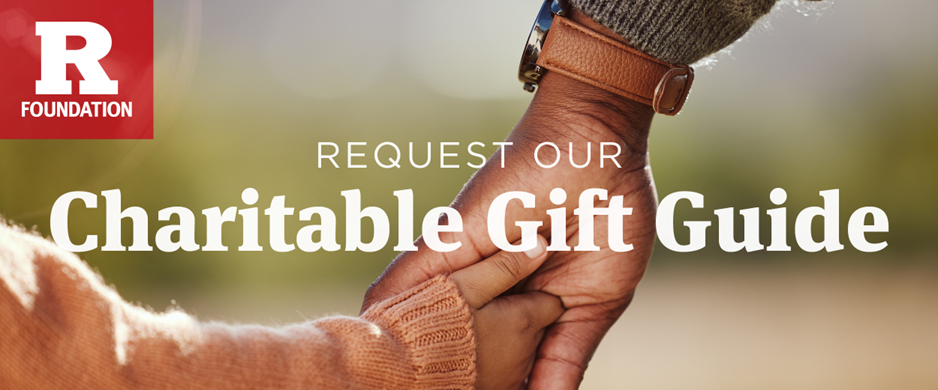 R
FOUNDATION
REQUEST OUR
Charitable Gift Guide